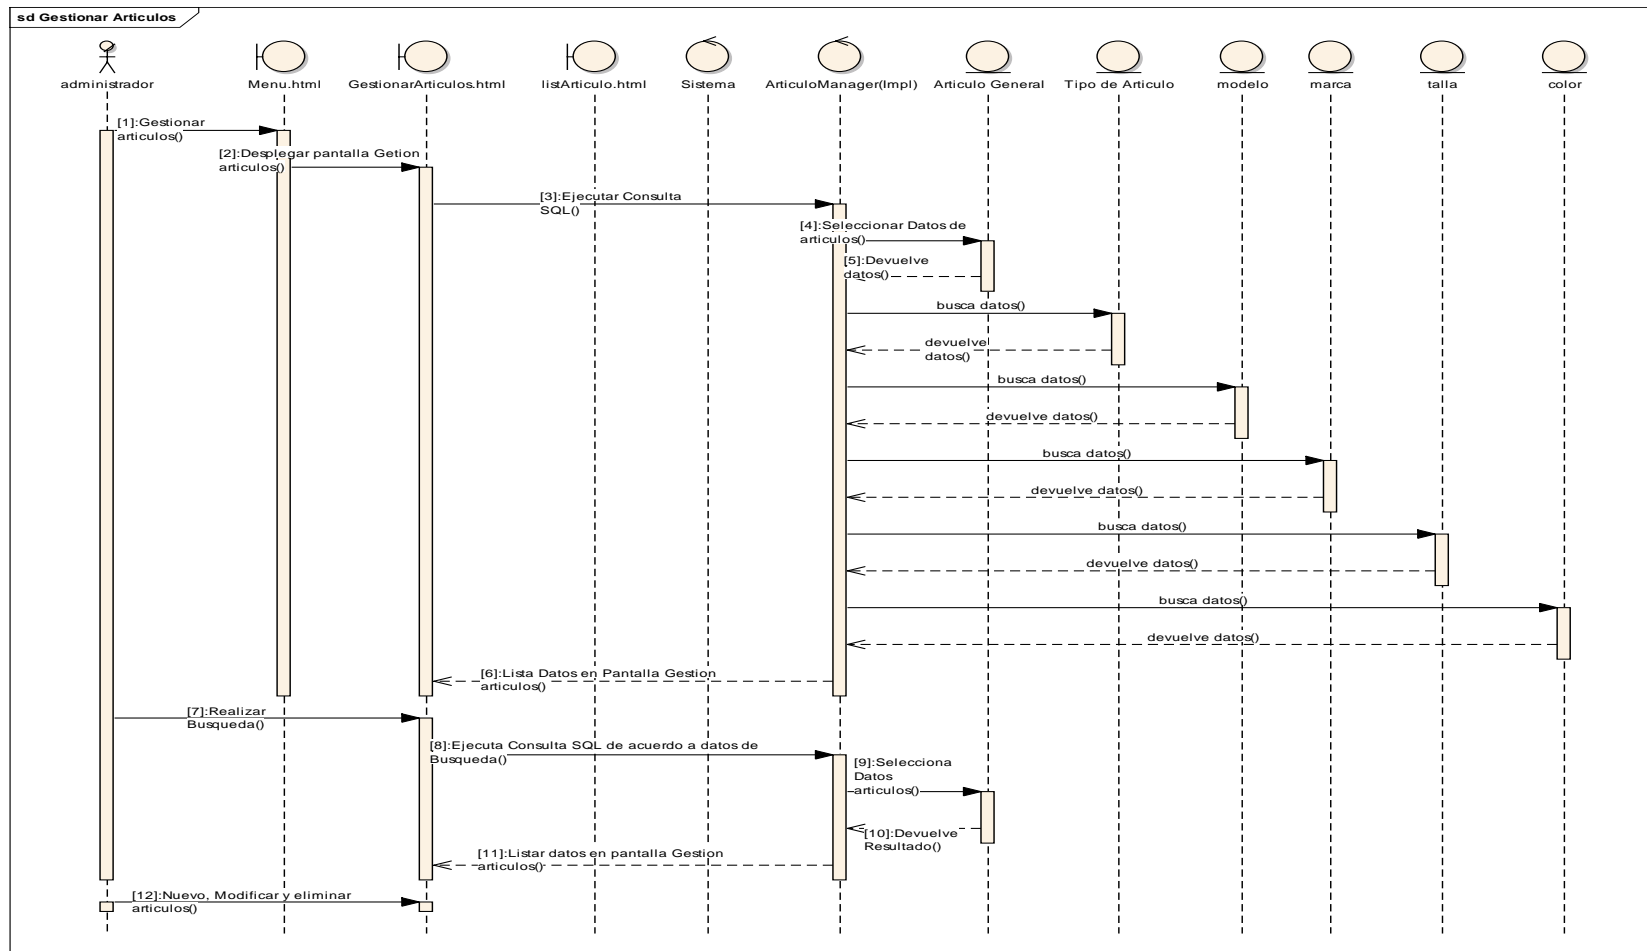 sd Gestionar Articulos
administrador
Menu.html
GestionarArticulos.html
listArticulo.html
Sistema
ArticuloManager(Impl)
Articulo General
Tipo de Articulo
modelo
marca
talla
color
[1]:Gestionar
articulos()
[2]:Desplegar pantalla Getion
articulos()
[3]:Ejecutar Consulta
SQL()
[4]:Seleccionar Datos de
articulos()
[5]:Devuelve
datos()
busca datos()
devuelve
datos()
busca datos()
devuelve datos()
busca datos()
devuelve datos()
busca datos()
devuelve datos()
busca datos()
devuelve datos()
[6]:Lista Datos en Pantalla Gestion
articulos()
[7]:Realizar
Busqueda()
[8]:Ejecuta Consulta SQL de acuerdo a datos de
Busqueda()
[9]:Selecciona
Datos
articulos()
[10]:Devuelve
Resultado()
[11]:Listar datos en pantalla Gestion
articulos()
[12]:Nuevo, Modificar y eliminar
articulos()